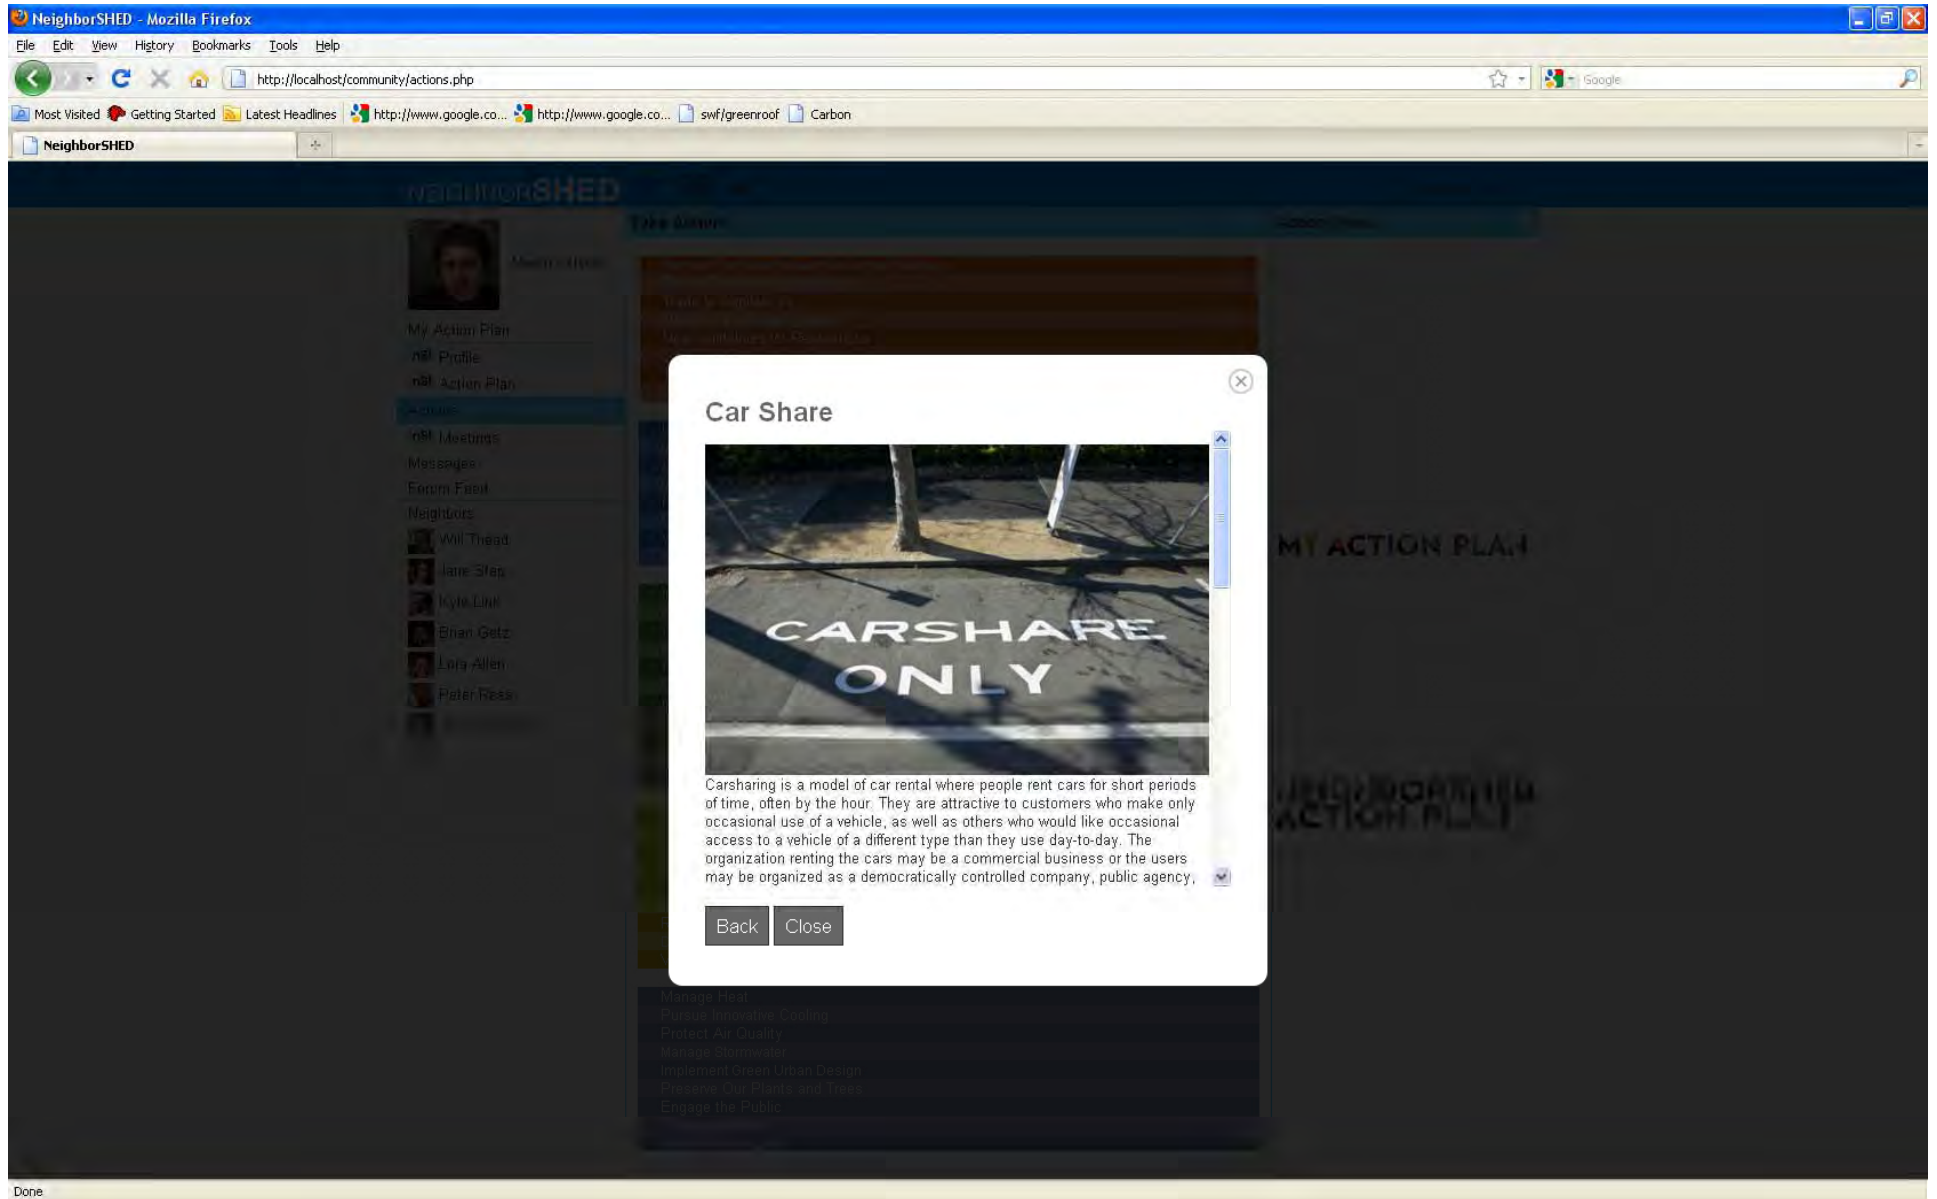 NeighborSHED - Mozilla Firefox
File Edit View History Bookmarks Tools Help
http://localhost/community/actions.php
Google
Most Visited Getting Started Latest Headlines http://www.google.co... http://www.google.co... swf/greenroof Carbon
NeighborSHED
NEIGHBORSHED
Take Action
My Action Plan
Profile
Action Plan
Actions
Meetings
Messages
Forum Feed
Neighbors
Will Thead
Jane Stas
Kyle Link
Brian Getz
Lora Allen
Peter Ross
Car Share
CARSHARE
ONLY
Carsharing is a model of car rental where people rent cars for short periods
of time, often by the hour. They are attractive to customers who make only
occasional use of a vehicle, as well as others who would like occasional
access to a vehicle of a different type than they use day-to-day. The
organization renting the cars may be a commercial business or the users
may be organized as a democratically controlled company, public agency,
Back Close
MY ACTION PLAN
ACTION PLAN
Manage Heat
Pursue Innovative Cooling
Protect Air Quality
Manage Stormwater
Implement Green Urban Design
Preserve Our Plants and Trees
Engage the Public
Done